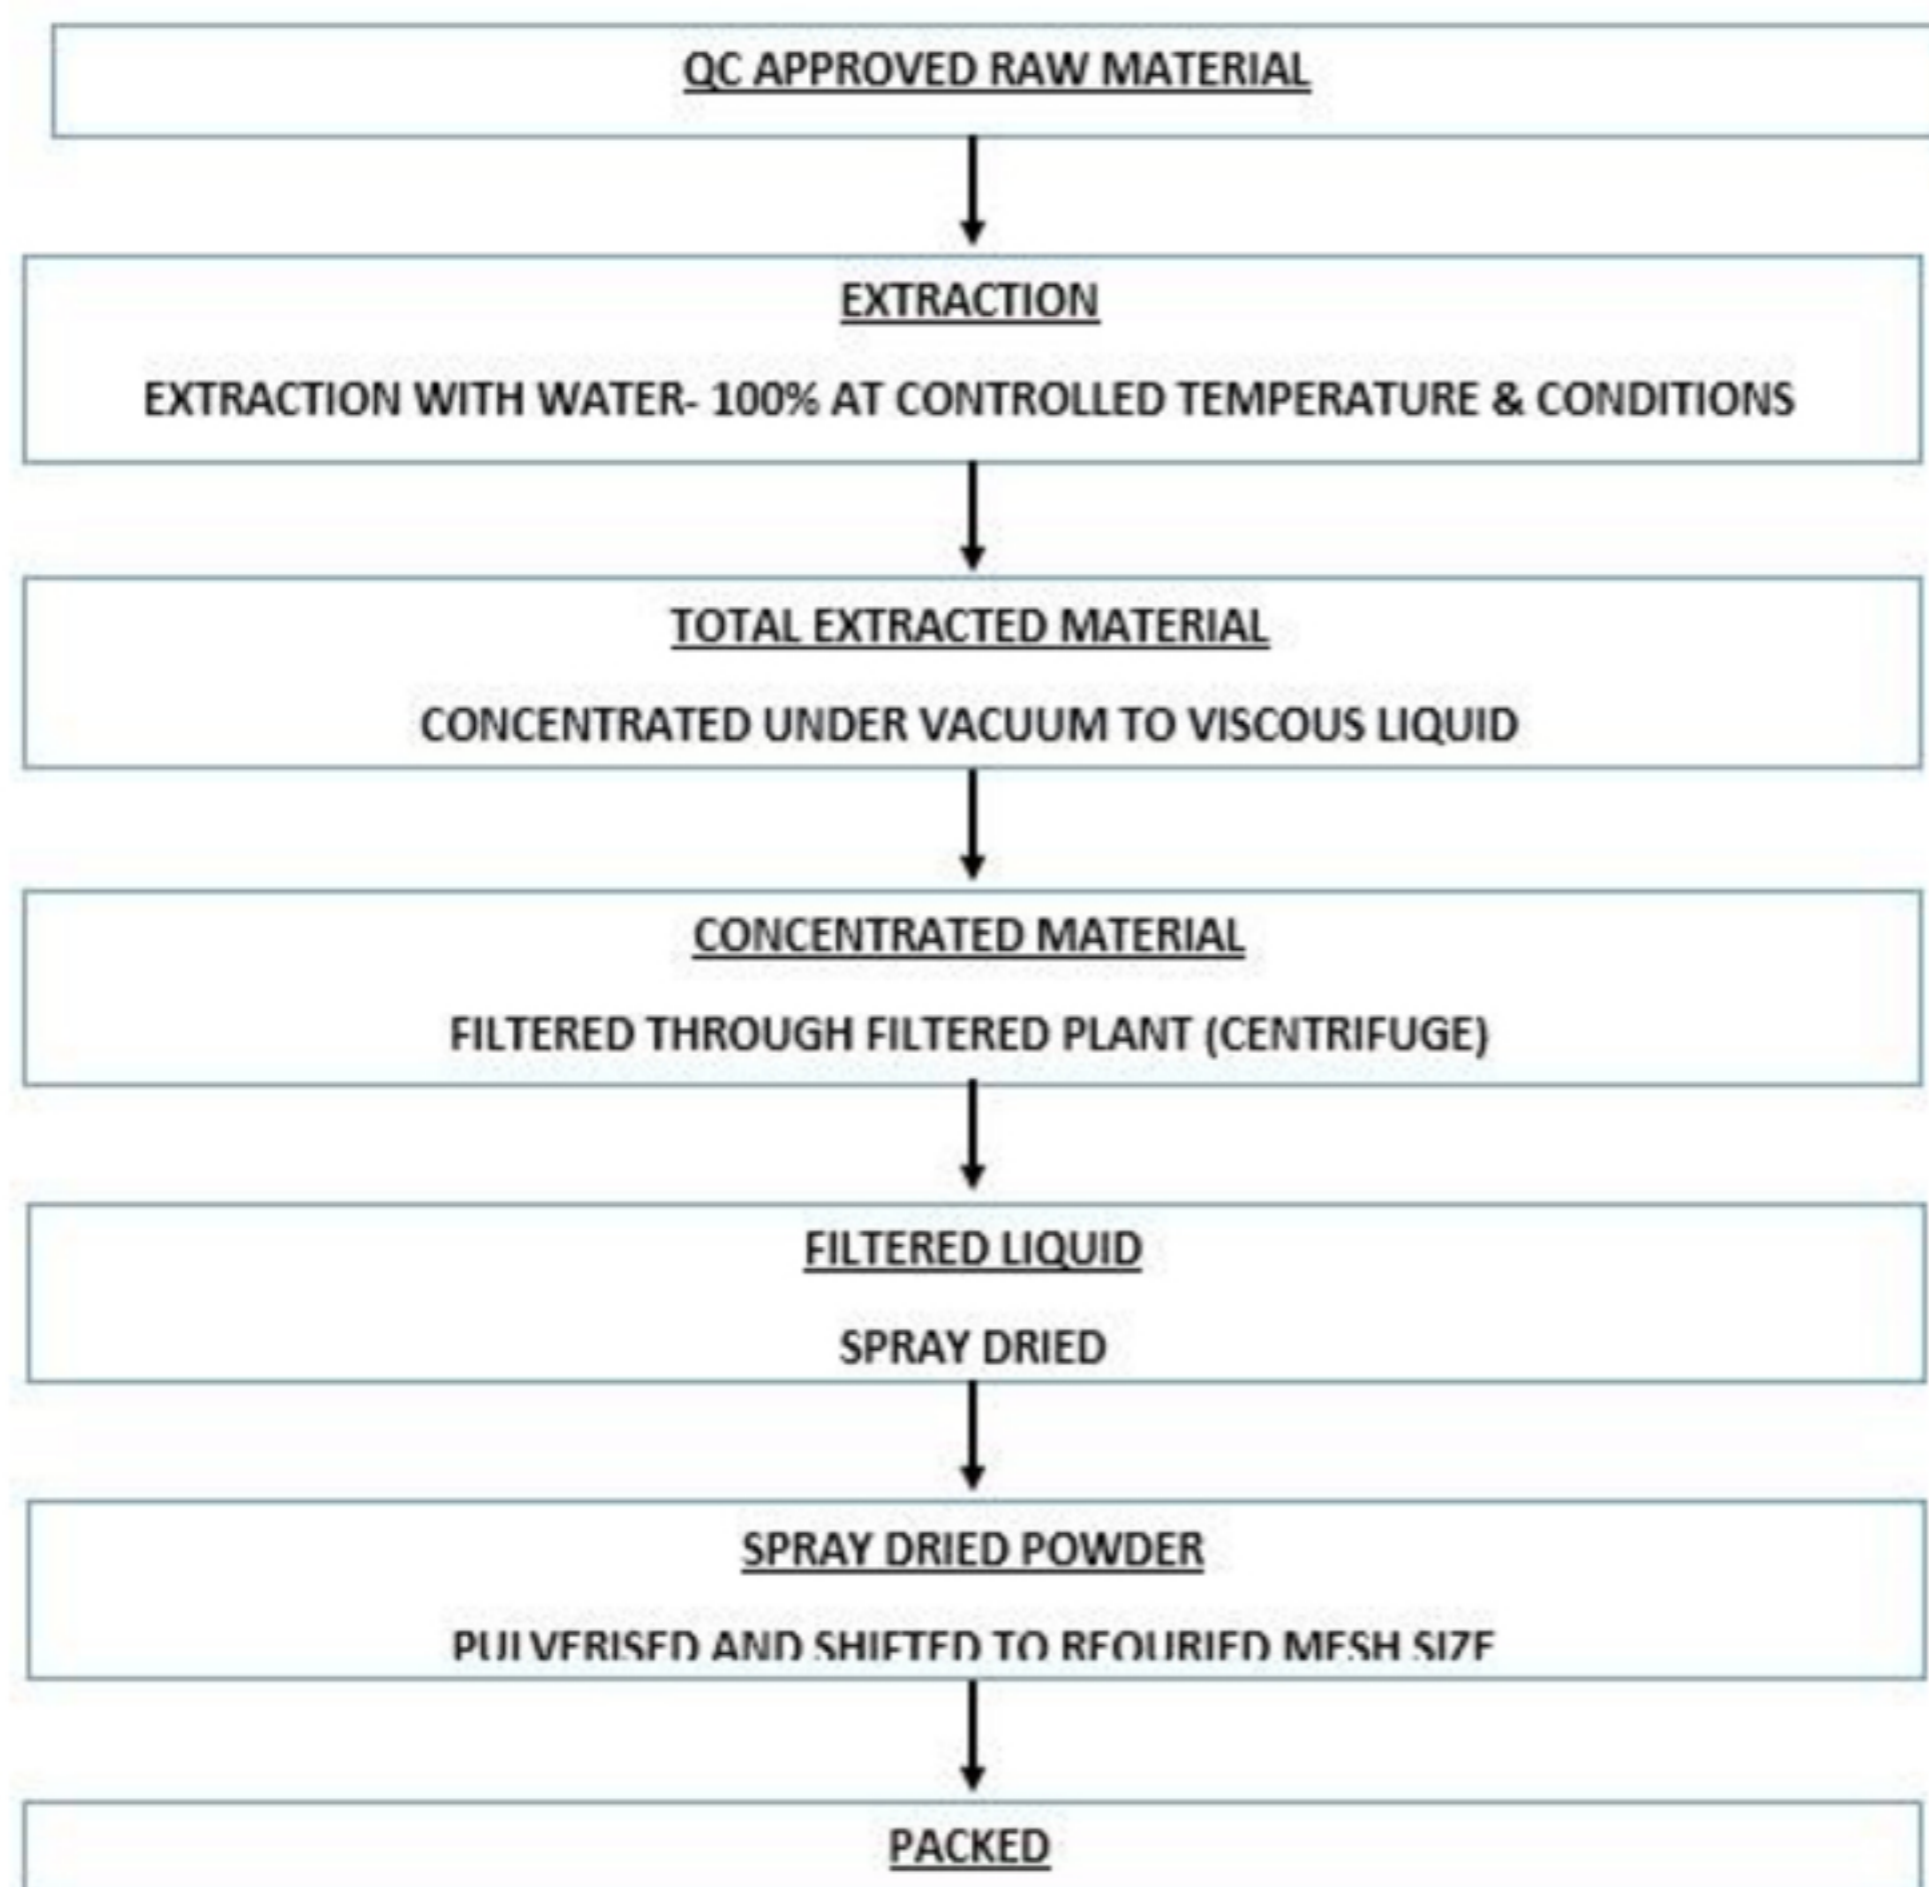 QC APPROVED RAW MATERIAL
EXTRACTION
EXTRACTION WITH WATER- 100% AT CONTROLLED TEMPERATURE & CONDITIONS
TOTAL EXTRACTED MATERIAL
CONCENTRATED UNDER VACUUM TO VISCOUS LIQUID
CONCENTRATED MATERIAL
FILTERED THROUGH FILTERED PLANT (CENTRIFUGE)
FILTERED LIQUID
SPRAY DRIED
SPRAY DRIED POWDER
PULVERISED AND SHIFTED TO REQURIED MESH SIZE
PACKED